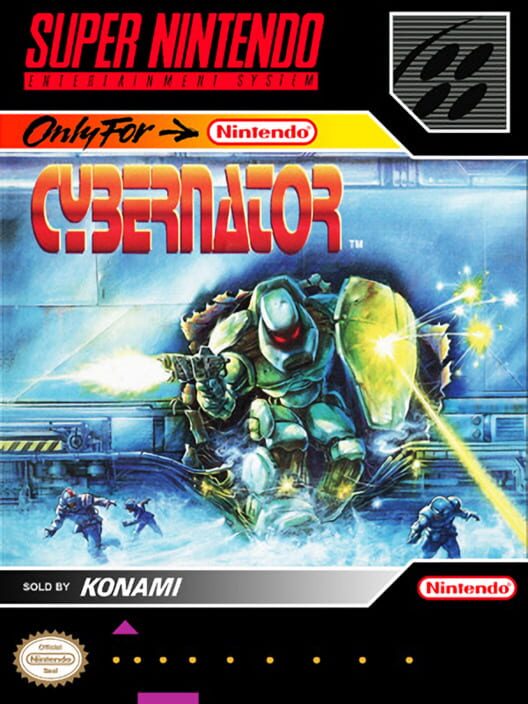 SUPER NINTENDO
ENTERTAINMENT SYSTEM
Only For → Nintendo®
CYBERNATOR
™
SOLD BY KONAMI
Nintendo®
Official
Nintendo
Seal